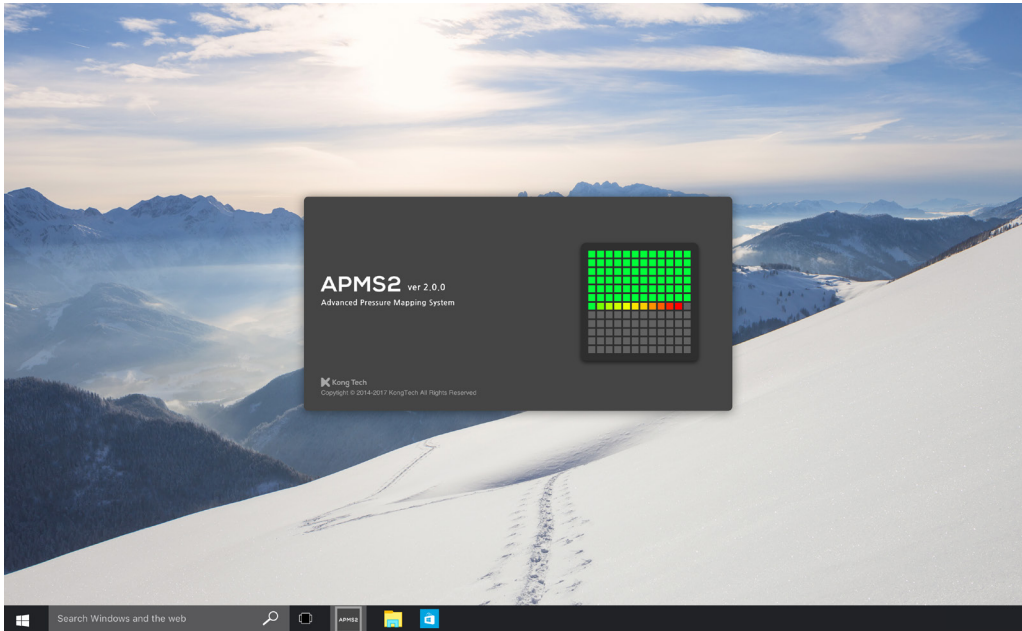 APMS2 ver 2.0.0
Advanced Pressure Mapping System
Kong Tech
Copyright © 2014-2017 KongTech All Rights Reserved
Search Windows and the web
APMS2